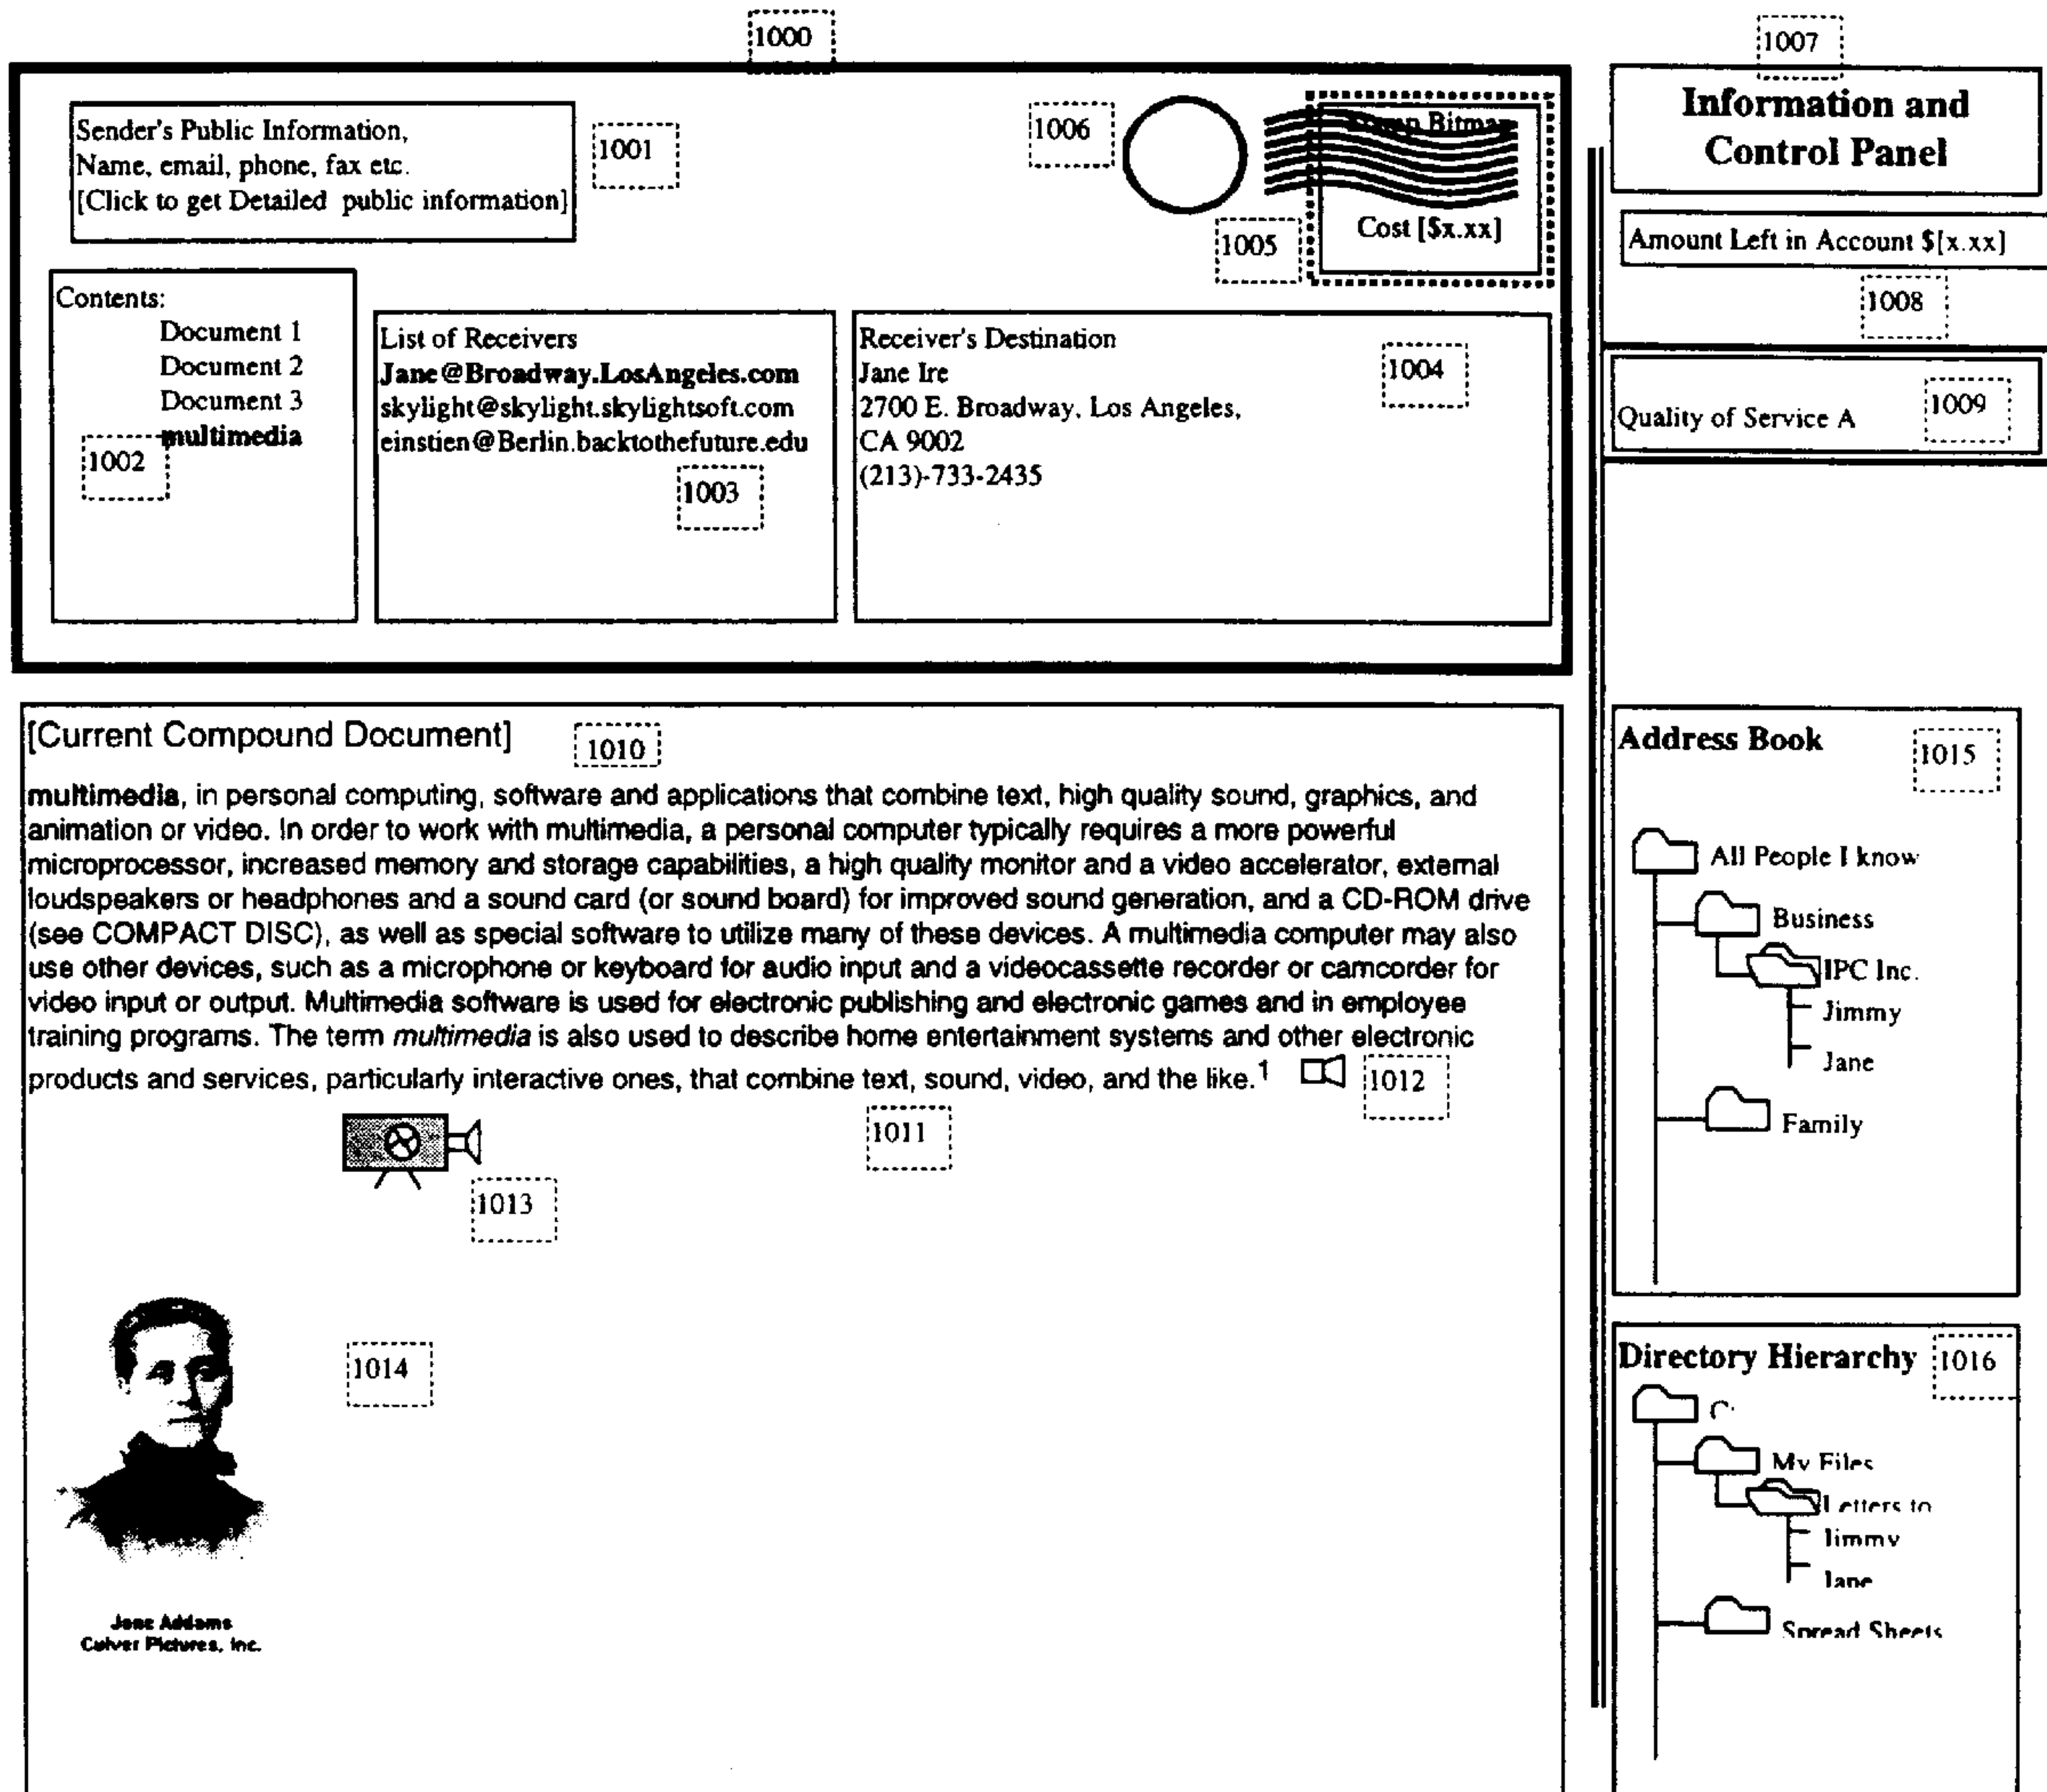 1000
1007
Sender's Public Information,
Name, email, phone, fax etc.
[Click to get Detailed public information]
1001
1006
Cost [$x.xx]
1005
Contents:
Document 1
Document 2
Document 3
multimedia
1002
List of Receivers
Jane@Broadway.LosAngeles.com
skylight@skylight.skylightsoft.com
einstien@Berlin.backtothefuture.edu
1003
Receiver's Destination
Jane Ire
2700 E. Broadway, Los Angeles,
CA 9002
(213)-733-2435
1004
Information and
Control Panel
Amount Left in Account $[x.xx]
1008
Quality of Service A
1009
[Current Compound Document]
1010
multimedia, in personal computing, software and applications that combine text, high quality sound, graphics, and
animation or video. In order to work with multimedia, a personal computer typically requires a more powerful
microprocessor, increased memory and storage capabilities, a high quality monitor and a video accelerator, external
loudspeakers or headphones and a sound card (or sound board) for improved sound generation, and a CD-ROM drive
(see COMPACT DISC), as well as special software to utilize many of these devices. A multimedia computer may also
use other devices, such as a microphone or keyboard for audio input and a videocassette recorder or camcorder for
video input or output. Multimedia software is used for electronic publishing and electronic games and in employee
training programs. The term multimedia is also used to describe home entertainment systems and other electronic
products and services, particularly interactive ones, that combine text, sound, video, and the like.1
1012
1011
1013
1014
Jane Addams
Culver Pictures, Inc.
Address Book
1015
All People I know
Business
IPC Inc.
Jimmy
Jane
Family
Directory Hierarchy
1016
My Files
Letters to
Jimmy
Jane
Spread Sheets